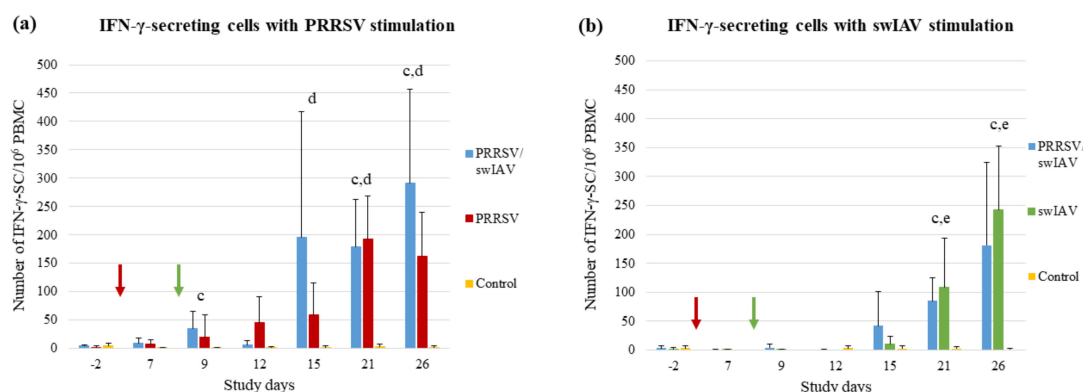 (a)
IFN-γ-secreting cells with PRRSV stimulation
Number of IFN-γ-SC/10⁶ PBMC
500
450
400
350
300
250
200
150
100
50
0
c
d
c,d
c,d
-2 7 9 12 15 21 26
Study days
PRRSV/
swIAV
PRRSV
Control
(b)
IFN-γ-secreting cells with swIAV stimulation
Number of IFN-γ-SC/10⁶ PBMC
500
450
400
350
300
250
200
150
100
50
0
c,e
c,e
-2 7 9 12 15 21 26
Study days
PRRSV/
swIAV
swIAV
Control